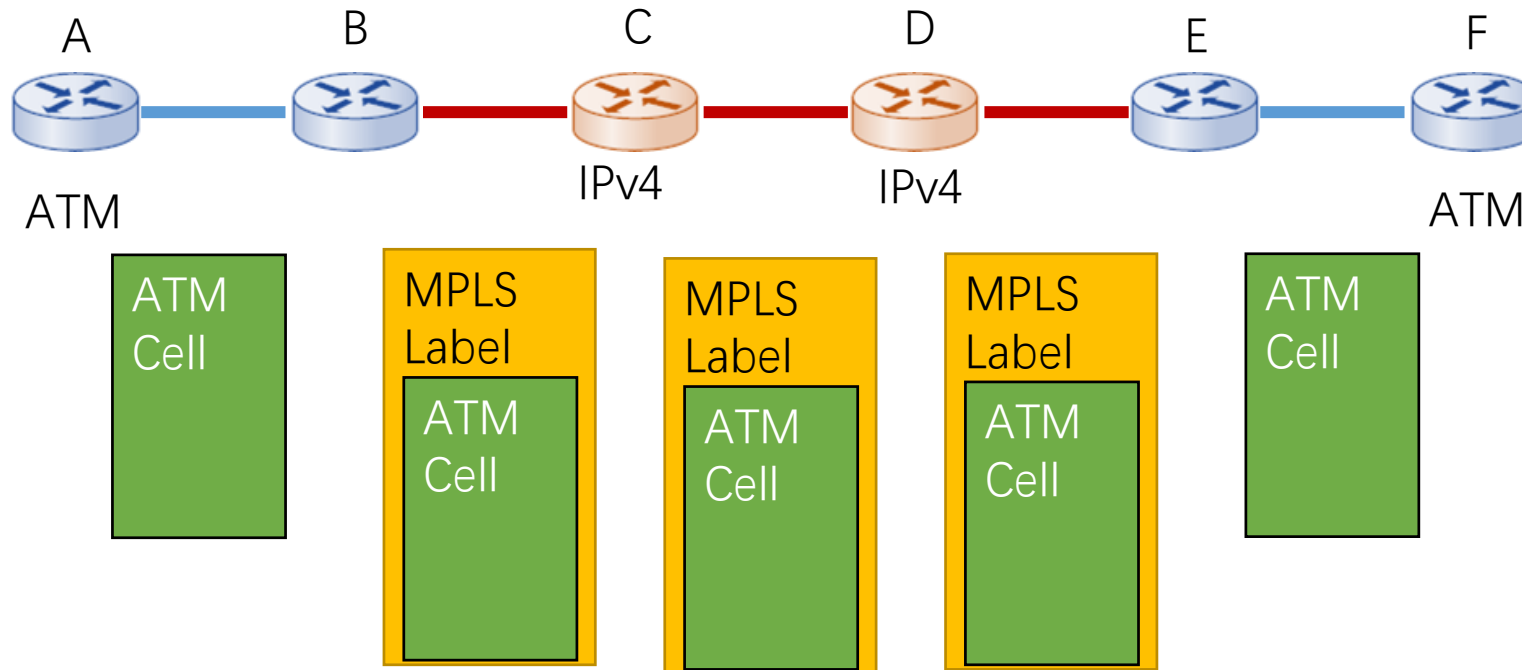 A
B
C
D
E
F
IPv4
IPv4
ATM
ATM
ATM
Cell
MPLS
Label
ATM
Cell
MPLS
Label
ATM
Cell
MPLS
Label
ATM
Cell
ATM
Cell